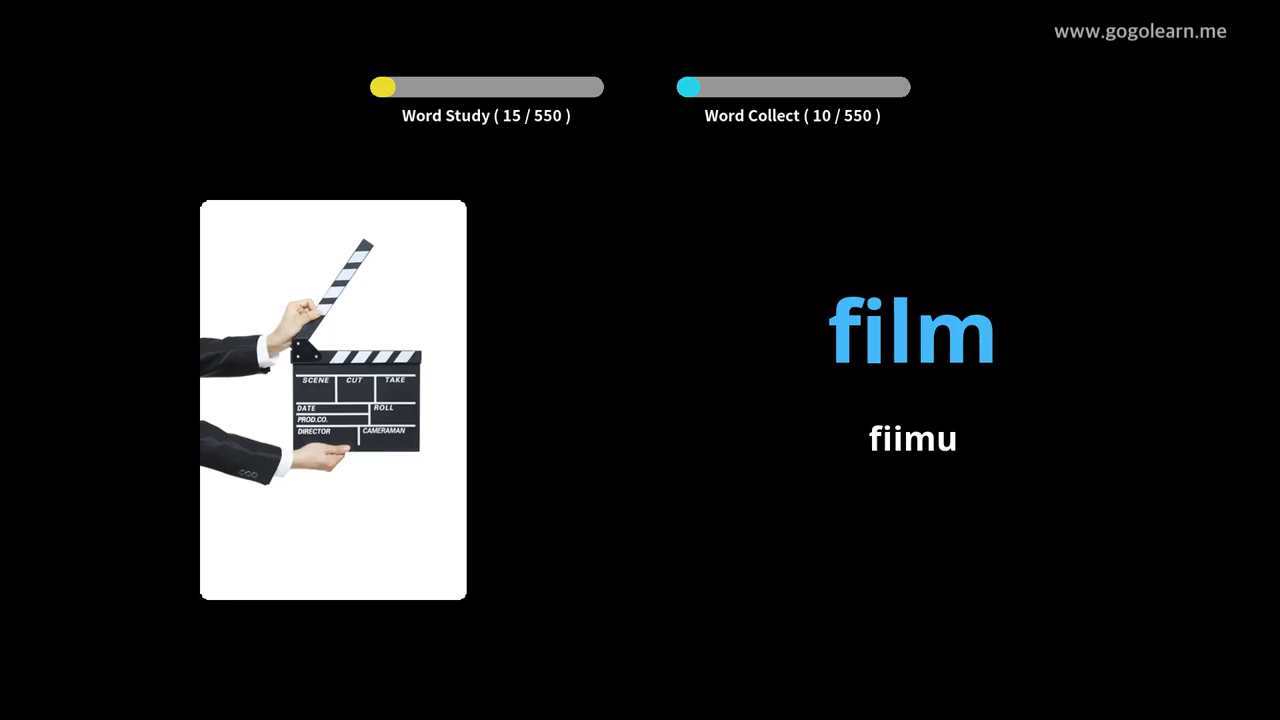 www.gogolearn.me
Word Study ( 15 / 550 )
Word Collect ( 10 / 550 )
SCENE CUT TAKE
DATE ROLL
PROD.CO.
DIRECTOR CAMERAMAN
film
fiimu